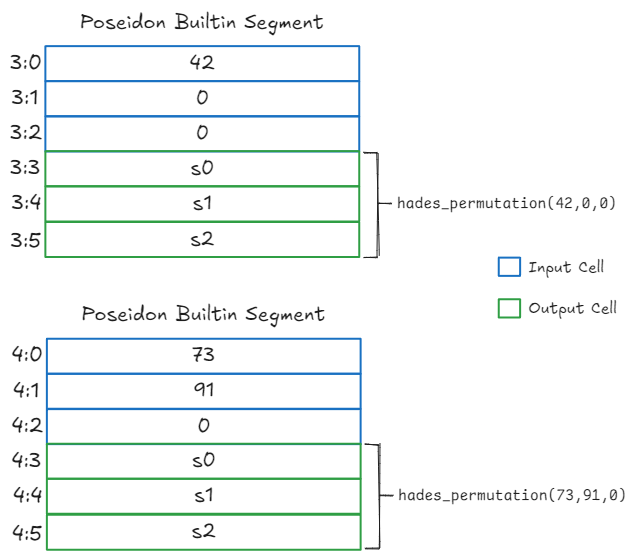 Poseidon Builtin Segment
3:0 42
3:1 0
3:2 0
3:3 s0
3:4 s1 hades_permutation(42,0,0)
3:5 s2
Input Cell
Output Cell
Poseidon Builtin Segment
4:0 73
4:1 91
4:2 0
4:3 s0
4:4 s1 hades_permutation(73,91,0)
4:5 s2